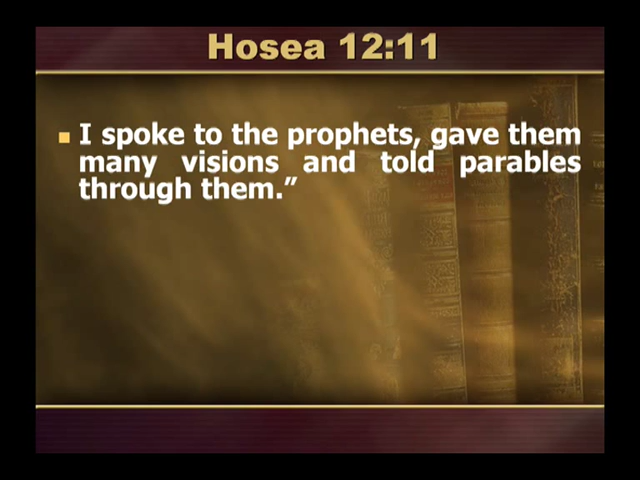 Hosea 12:11
I spoke to the prophets, gave them
many visions and told parables
through them.”